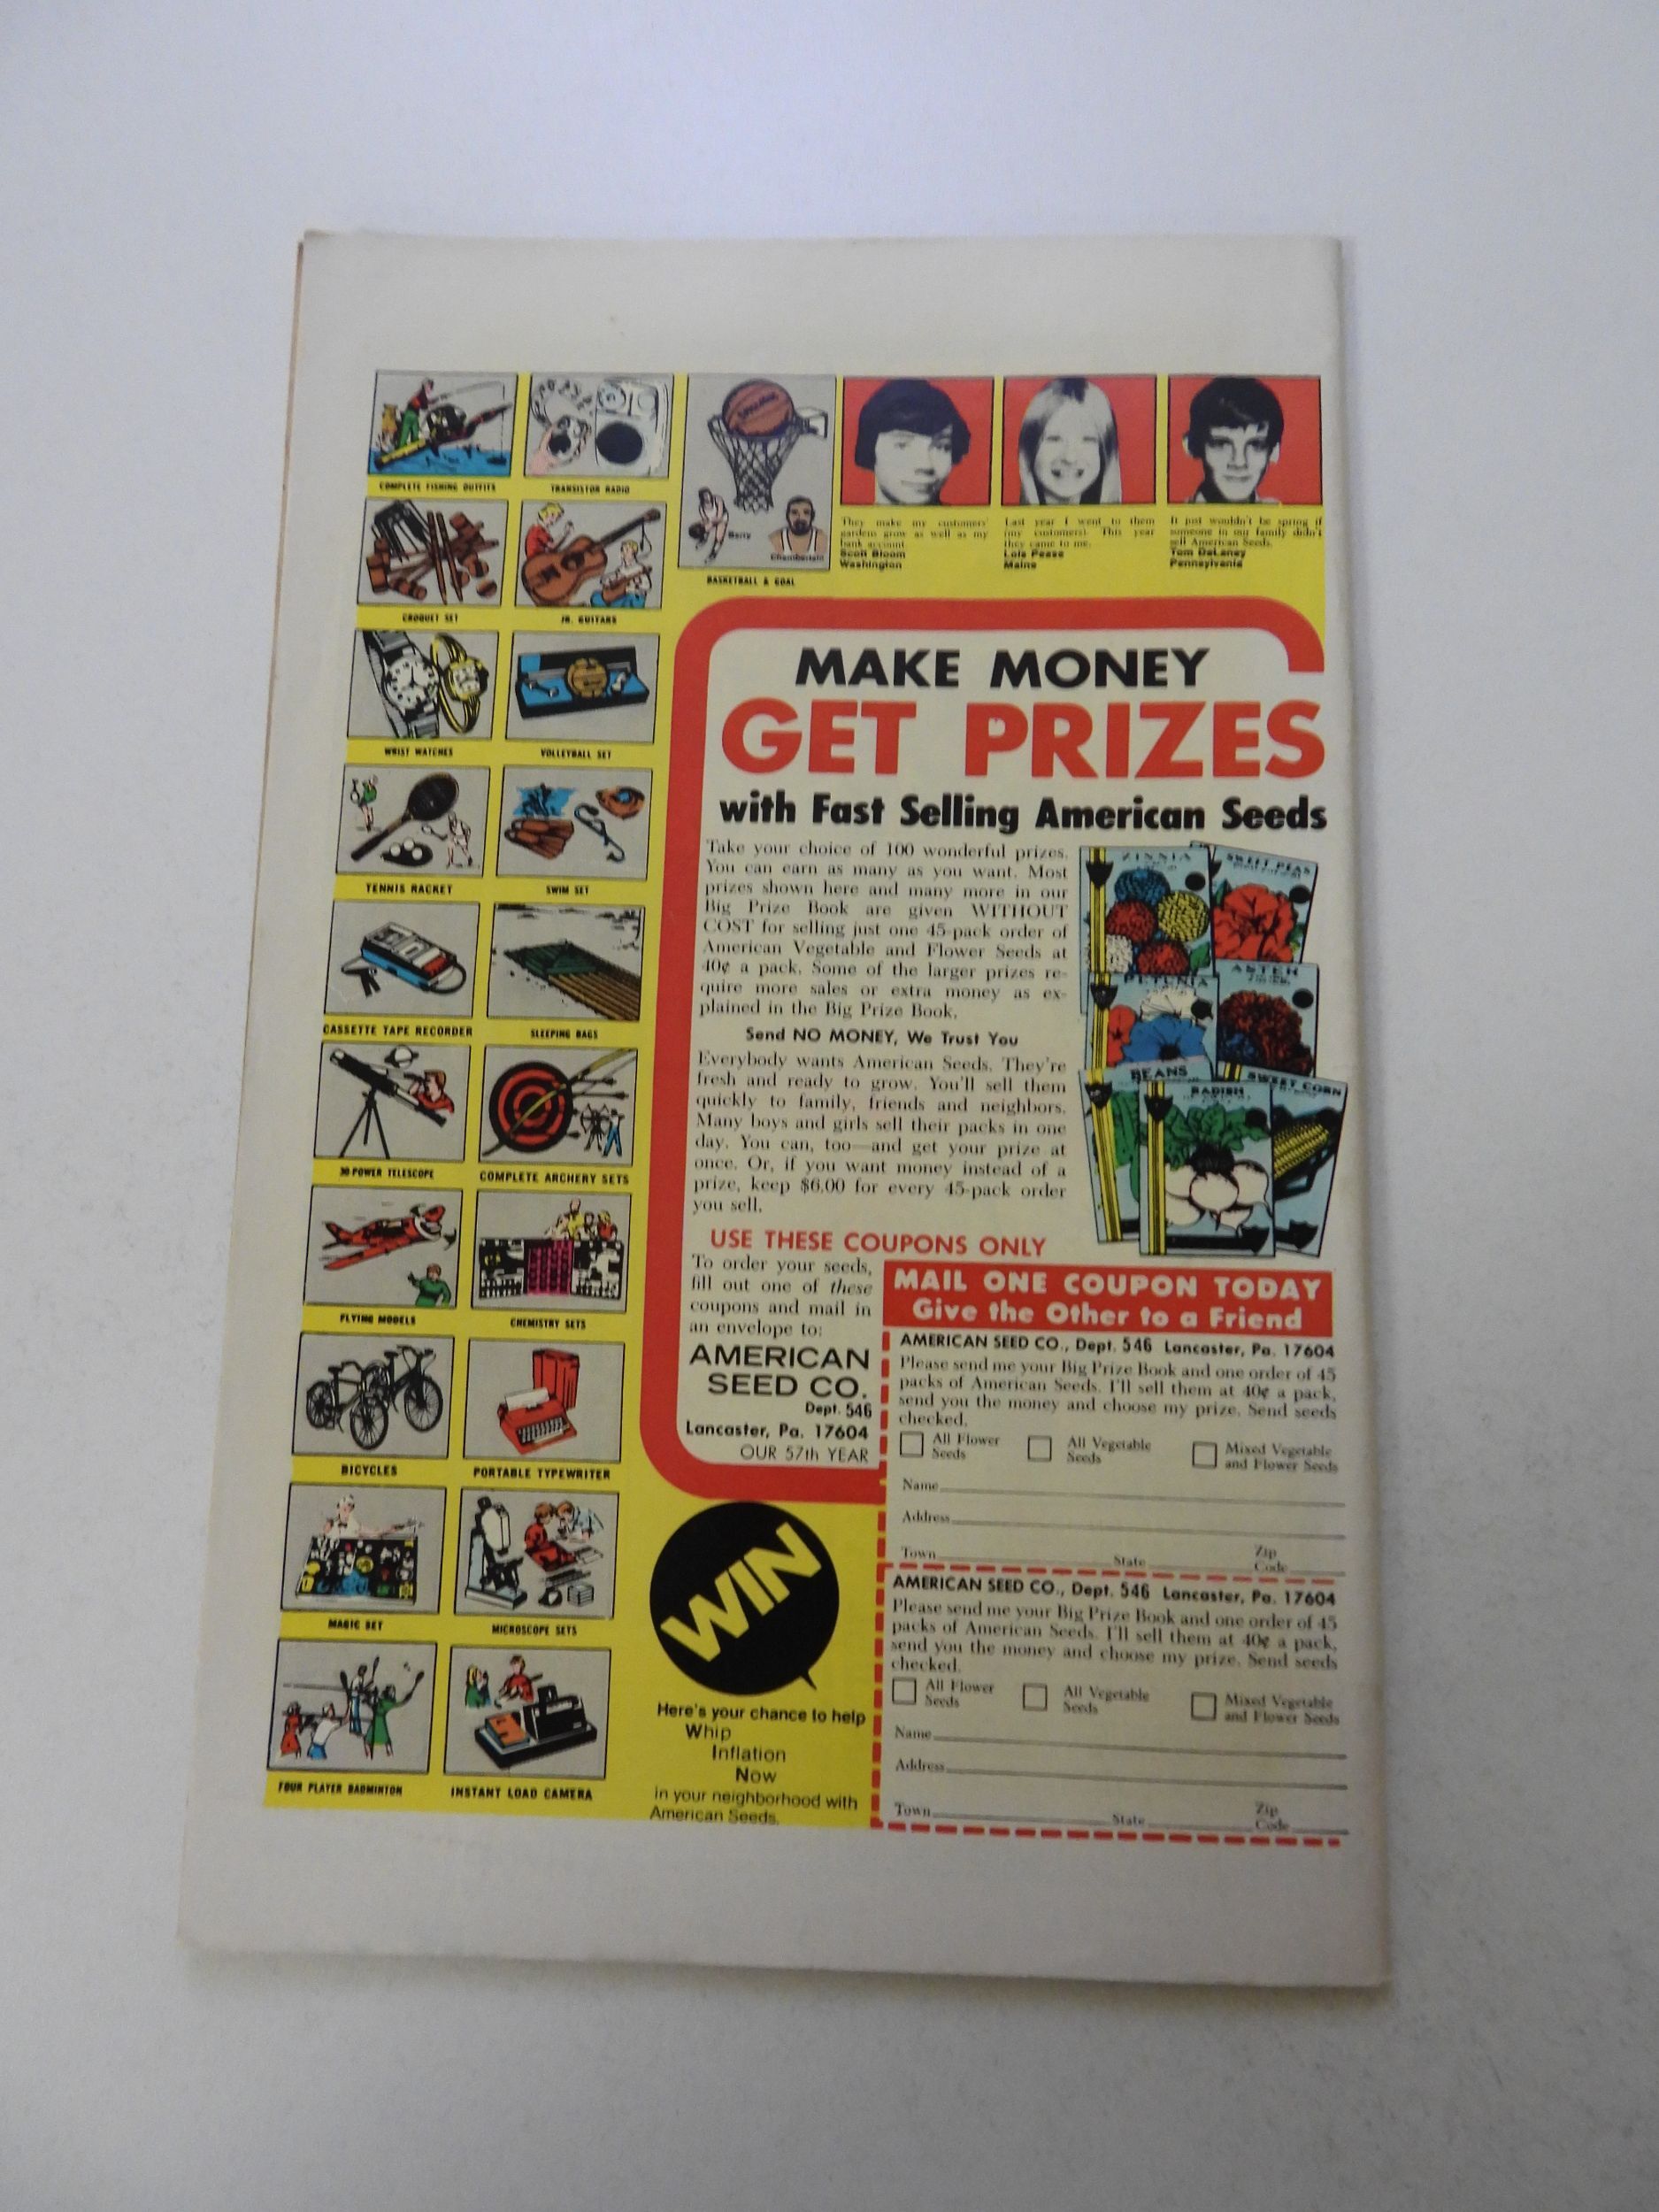 COMPLETE FISHING OUTFITS
TRANSISTOR RADIO
CROQUET SET
JR. GUITARS
WRIST WATCHES
VOLLEYBALL SET
TENNIS RACKET
SWIM SET
CASSETTE TAPE RECORDER
SLEEPING BAGS
30 POWER TELESCOPE
COMPLETE ARCHERY SETS
FLYING MODELS
CHEMISTRY SETS
BICYCLES
PORTABLE TYPEWRITER
MAGIC SET
MICROSCOPE SETS
FOUR PLAYER BADMINTON
INSTANT LOAD CAMERA
Barry
Chamberlain
BASKETBALL & GOAL
They make my customers'
gardens grow as well as my
bank account
Scott Bloom
Washington
Last year I went to them
(my customers). This year
they came to me.
Lois Pease
Maine
It just wouldn't be spring if
someone in our family didn't
sell American Seeds.
Tom DeLaney
Pennsylvania
MAKE MONEY
GET PRIZES
with Fast Selling American Seeds
Take your choice of 100 wonderful prizes.
You can earn as many as you want. Most
prizes shown here and many more in our
Big Prize Book are given WITHOUT
COST for selling just one 45-pack order of
American Vegetable and Flower Seeds at
40¢ a pack. Some of the larger prizes re-
quire more sales or extra money as ex-
plained in the Big Prize Book.
Send NO MONEY, We Trust You
Everybody wants American Seeds. They're
fresh and ready to grow. You'll sell them
quickly to family, friends and neighbors.
Many boys and girls sell their packs in one
day. You can, too—and get your prize at
once. Or, if you want money instead of a
prize, keep $6.00 for every 45-pack order
you sell.
ZINNIA
SWEET PEAS
PETUNIA
ASTER
BEANS
RADISH
SWEET CORN
USE THESE COUPONS ONLY
To order your seeds,
fill out one of these
coupons and mail in
an envelope to:
AMERICAN
SEED CO.
Dept. 546
Lancaster, Pa. 17604
OUR 57th YEAR
MAIL ONE COUPON TODAY
Give the Other to a Friend
AMERICAN SEED CO., Dept. 546 Lancaster, Pa. 17604
Please send me your Big Prize Book and one order of 45
packs of American Seeds. I'll sell them at 40¢ a pack,
send you the money and choose my prize. Send seeds
checked.
All Flower Seeds
All Vegetable Seeds
Mixed Vegetable and Flower Seeds
Name
Address
Town State Zip Code
AMERICAN SEED CO., Dept. 546 Lancaster, Pa. 17604
Please send me your Big Prize Book and one order of 45
packs of American Seeds. I'll sell them at 40¢ a pack,
send you the money and choose my prize. Send seeds
checked.
All Flower Seeds
All Vegetable Seeds
Mixed Vegetable and Flower Seeds
Name
Address
Town State Zip Code
WIN
Here's your chance to help
Whip
Inflation
Now
in your neighborhood with
American Seeds.